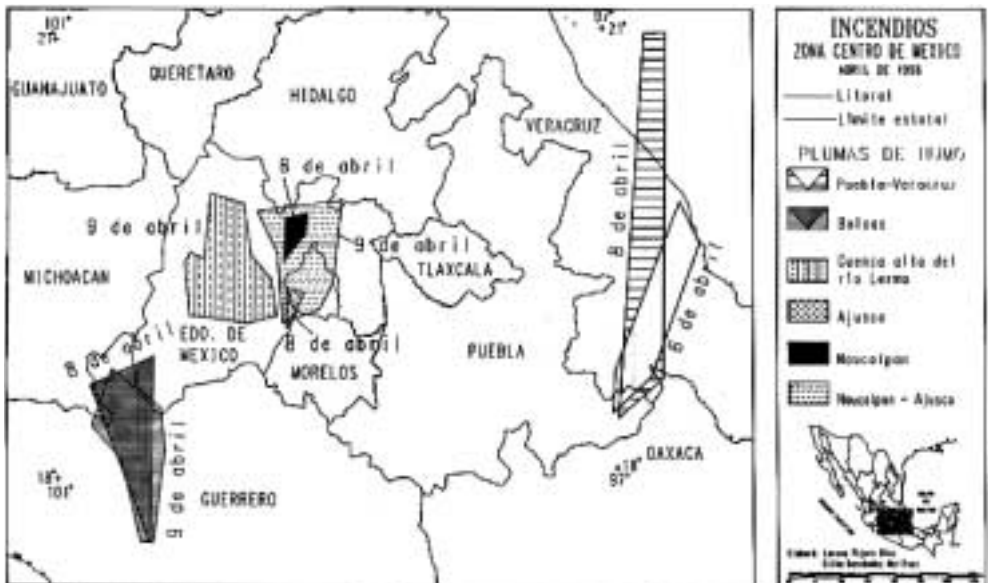 101°
21°
97°
+21°
GUANAJUATO
QUERETARO
HIDALGO
VERACRUZ
8 de abril
9 de abril
9 de abril
8 de abril
MICHOACAN
TLAXCALA
6 de abril
EDO. DE
MEXICO
8 de abril
8 de abril
MORELOS
PUEBLA
9 de abril
18°+
101°
GUERRERO
+18°
97°
OAXACA
INCENDIOS
ZONA CENTRO DE MEXICO
ABRIL DE
Litoral
Límite estatal
PLUMAS DE HUMO
Puebla-Veracruz
Balsas
Cuenca alta del
río Lerma
Ajusco
Naucalpan
Naucalpan - Ajusco